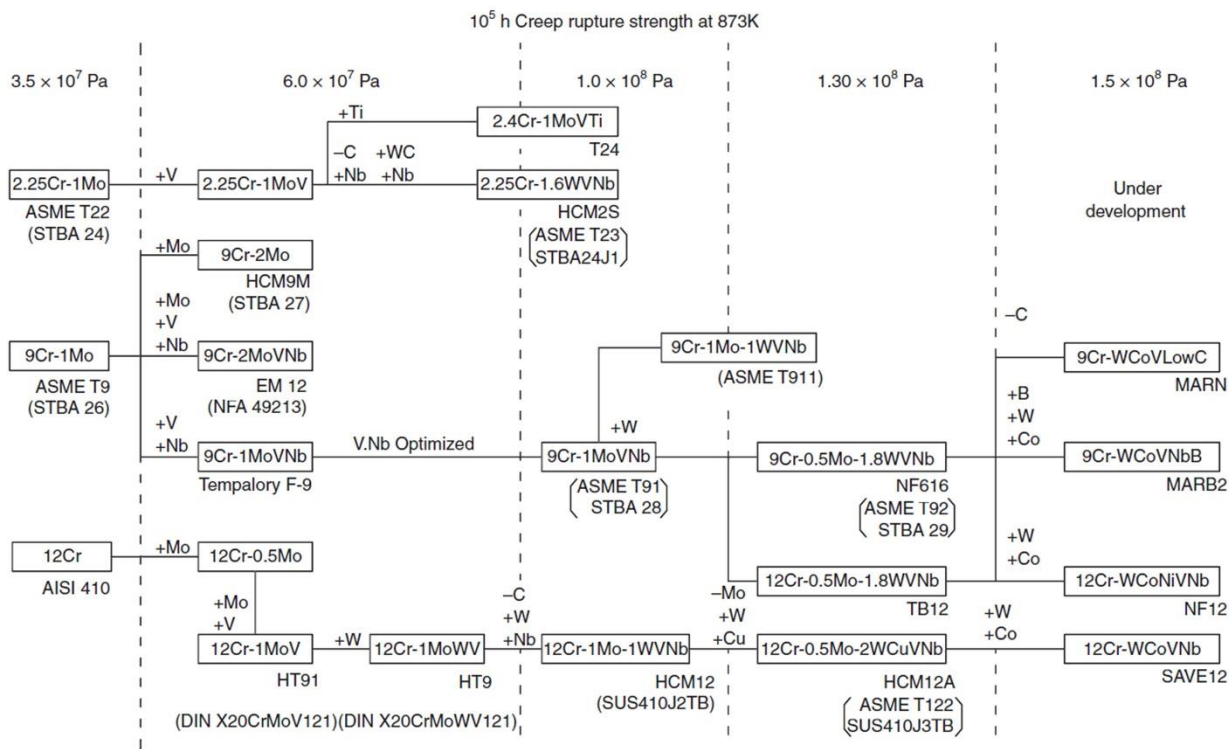 10⁵ h Creep rupture strength at 873K
3.5 × 10⁷ Pa
6.0 × 10⁷ Pa
1.0 × 10⁸ Pa
1.30 × 10⁸ Pa
1.5 × 10⁸ Pa
+Ti
2.4Cr-1MoVTi
T24
–C +WC
+Nb +Nb
2.25Cr-1Mo
+V
2.25Cr-1MoV
2.25Cr-1.6WVNb
ASME T22
(STBA 24)
HCM2S
(ASME T23
STBA24J1)
Under
development
+Mo
9Cr-2Mo
HCM9M
(STBA 27)
+Mo
+V
+Nb
9Cr-1Mo
9Cr-2MoVNb
ASME T9
(STBA 26)
EM 12
(NFA 49213)
9Cr-1Mo-1WVNb
(ASME T911)
–C
9Cr-WCoVLowC
MARN
+V
+Nb
9Cr-1MoVNb
Tempalory F-9
V.Nb Optimized
+W
9Cr-1MoVNb
(ASME T91
STBA 28)
9Cr-0.5Mo-1.8WVNb
NF616
(ASME T92
STBA 29)
+B
+W
+Co
9Cr-WCoVNbB
MARB2
12Cr
AISI 410
+Mo
12Cr-0.5Mo
12Cr-0.5Mo-1.8WVNb
TB12
+W
+Co
12Cr-WCoNiVNb
NF12
+Mo
+V
12Cr-1MoV
HT91
+W
12Cr-1MoWV
HT9
–C
+W
+Nb
12Cr-1Mo-1WVNb
HCM12
(SUS410J2TB)
–Mo
+W
+Cu
12Cr-0.5Mo-2WCuVNb
HCM12A
(ASME T122
SUS410J3TB)
+W
+Co
12Cr-WCoVNb
SAVE12
(DIN X20CrMoV121)(DIN X20CrMoWV121)